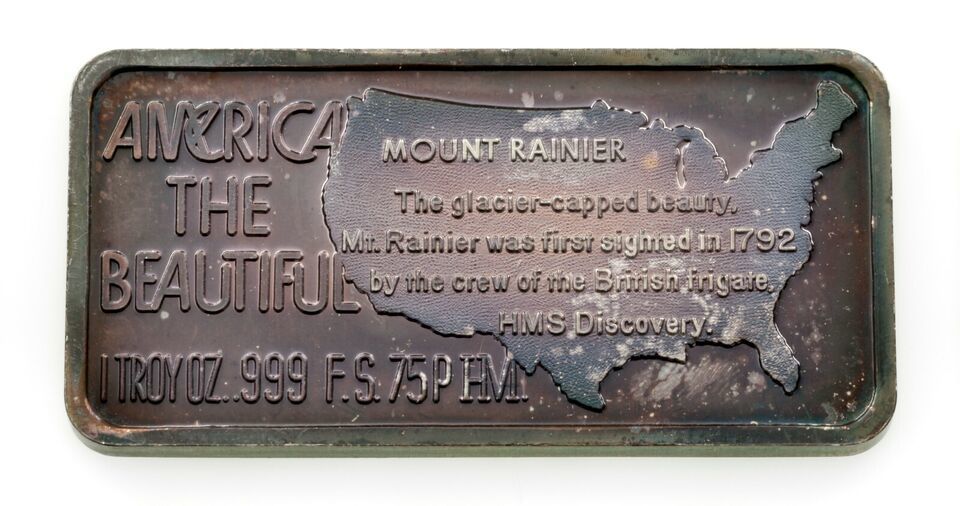 AMERICA
THE
BEAUTIFUL
1 TROY OZ..999 F.S. 75P HM.
MOUNT RAINIER
The glacier-capped beauty,
Mt. Rainier was first sighted in 1792
by the crew of the British frigate,
HMS Discovery.